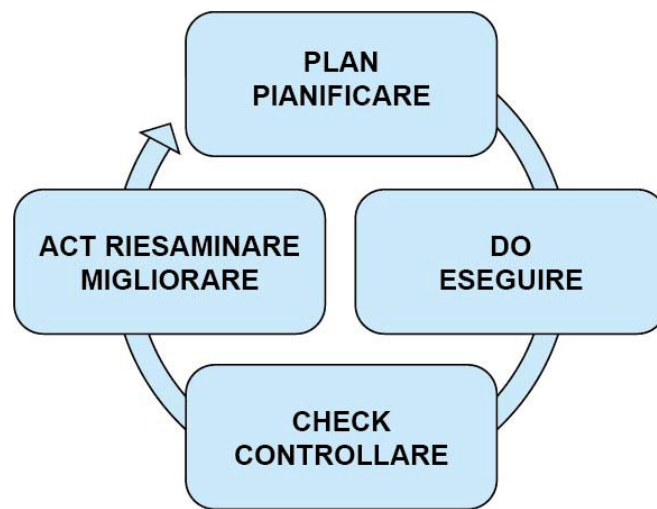 PLAN
PIANIFICARE
DO
ESEGUIRE
CHECK
CONTROLLARE
ACT RIESAMINARE
MIGLIORARE